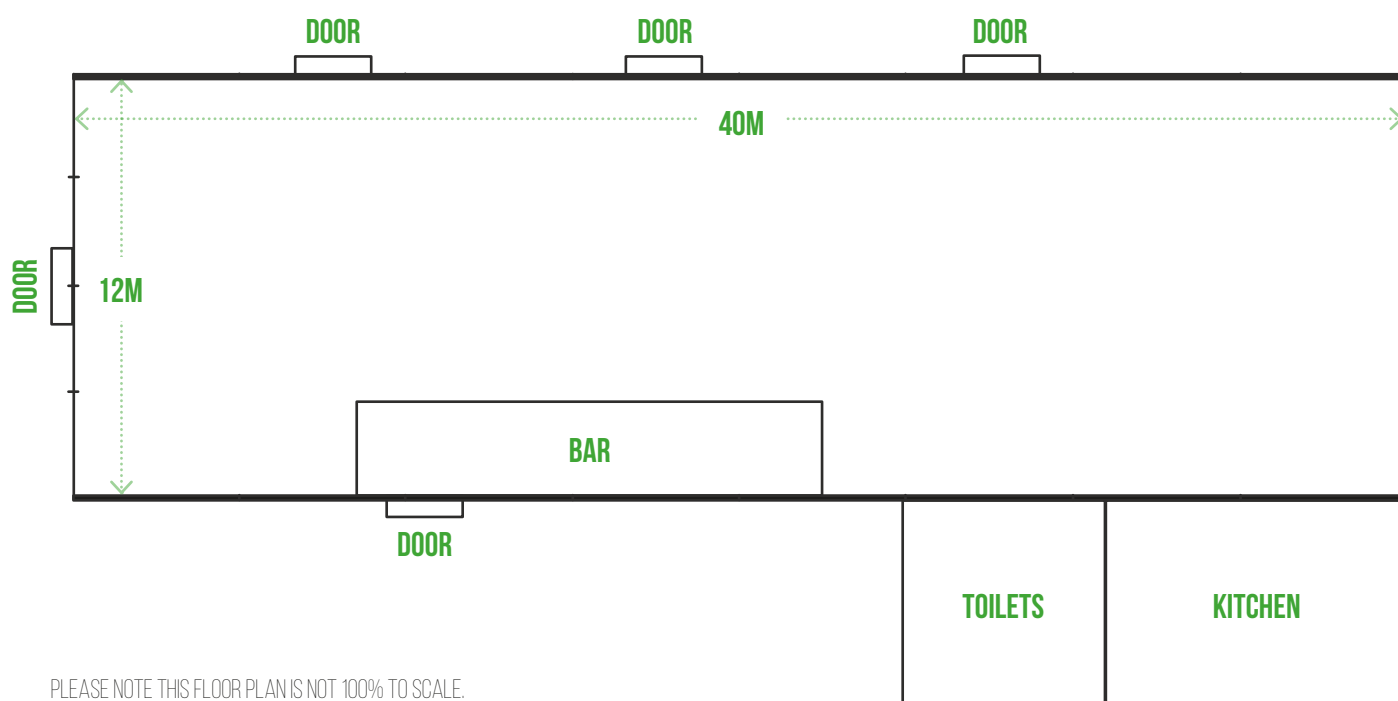 DOOR
DOOR
DOOR
40M
DOOR
12M
BAR
DOOR
TOILETS
KITCHEN
PLEASE NOTE THIS FLOOR PLAN IS NOT 100% TO SCALE.